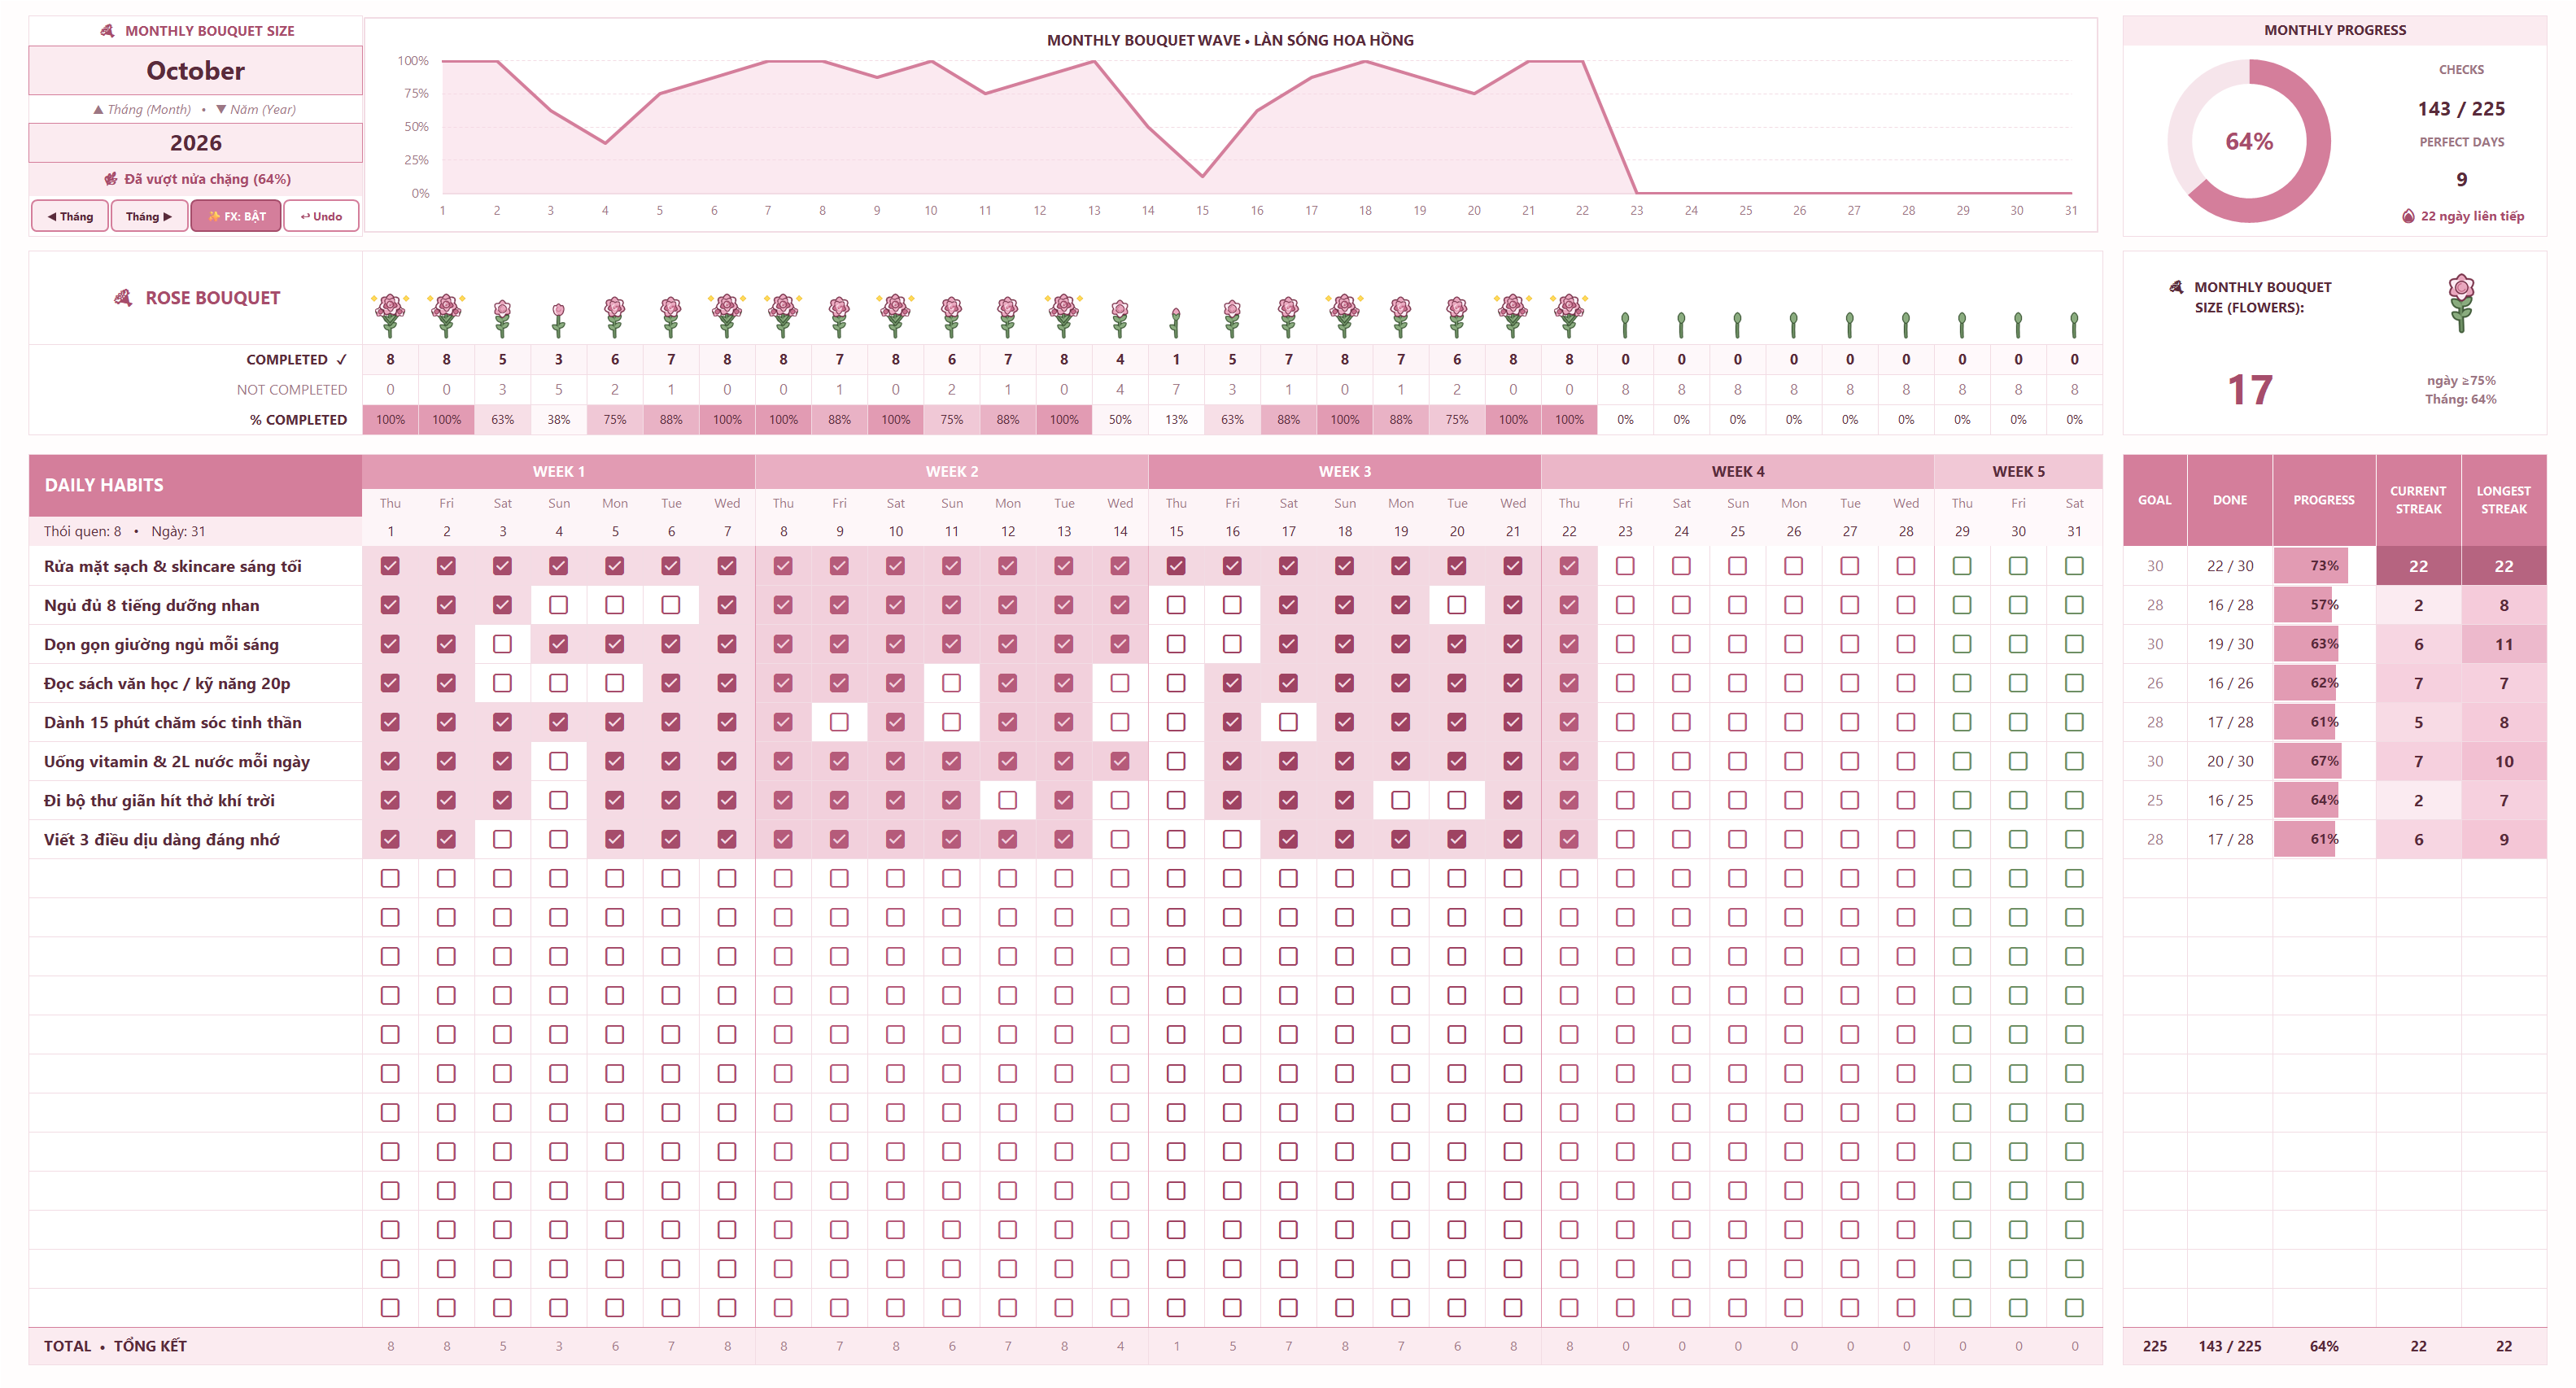 MONTHLY BOUQUET SIZE
October
▲ Tháng (Month) • ▼ Năm (Year)
2026
Đã vượt nửa chặng (64%)
◀ Tháng Tháng ▶ ✨ FX: BẬT ↩ Undo
MONTHLY BOUQUET WAVE • LÀN SÓNG HOA HỒNG
100%
75%
50%
25%
0%
1 2 3 4 5 6 7 8 9 10 11 12 13 14 15 16 17 18 19 20 21 22 23 24 25 26 27 28 29 30 31
MONTHLY PROGRESS
64%
CHECKS
143 / 225
PERFECT DAYS
9
22 ngày liên tiếp
ROSE BOUQUET
COMPLETED ✓ 8 8 5 3 6 7 8 8 7 8 6 7 8 4 1 5 7 8 7 6 8 8 0 0 0 0 0 0 0 0 0
NOT COMPLETED 0 0 3 5 2 1 0 0 1 0 2 1 0 4 7 3 1 0 1 2 0 0 8 8 8 8 8 8 8 8 8
% COMPLETED 100% 100% 63% 38% 75% 88% 100% 100% 88% 100% 75% 88% 100% 50% 13% 63% 88% 100% 88% 75% 100% 100% 0% 0% 0% 0% 0% 0% 0% 0% 0%
MONTHLY BOUQUET
SIZE (FLOWERS):
17
ngày ≥75%
Tháng: 64%
DAILY HABITS WEEK 1 WEEK 2 WEEK 3 WEEK 4 WEEK 5
Thu Fri Sat Sun Mon Tue Wed Thu Fri Sat Sun Mon Tue Wed Thu Fri Sat Sun Mon Tue Wed Thu Fri Sat Sun Mon Tue Wed Thu Fri Sat
Thói quen: 8 • Ngày: 31 1 2 3 4 5 6 7 8 9 10 11 12 13 14 15 16 17 18 19 20 21 22 23 24 25 26 27 28 29 30 31
GOAL DONE PROGRESS CURRENT STREAK LONGEST STREAK
Rửa mặt sạch & skincare sáng tối 30 22 / 30 73% 22 22
Ngủ đủ 8 tiếng dưỡng nhan 28 16 / 28 57% 2 8
Dọn gọn giường ngủ mỗi sáng 30 19 / 30 63% 6 11
Đọc sách văn học / kỹ năng 20p 26 16 / 26 62% 7 7
Dành 15 phút chăm sóc tinh thần 28 17 / 28 61% 5 8
Uống vitamin & 2L nước mỗi ngày 30 20 / 30 67% 7 10
Đi bộ thư giãn hít thở khí trời 25 16 / 25 64% 2 7
Viết 3 điều dịu dàng đáng nhớ 28 17 / 28 61% 6 9
TOTAL • TỔNG KẾT 8 8 5 3 6 7 8 8 7 8 6 7 8 4 1 5 7 8 7 6 8 8 0 0 0 0 0 0 0 0 0 225 143 / 225 64% 22 22